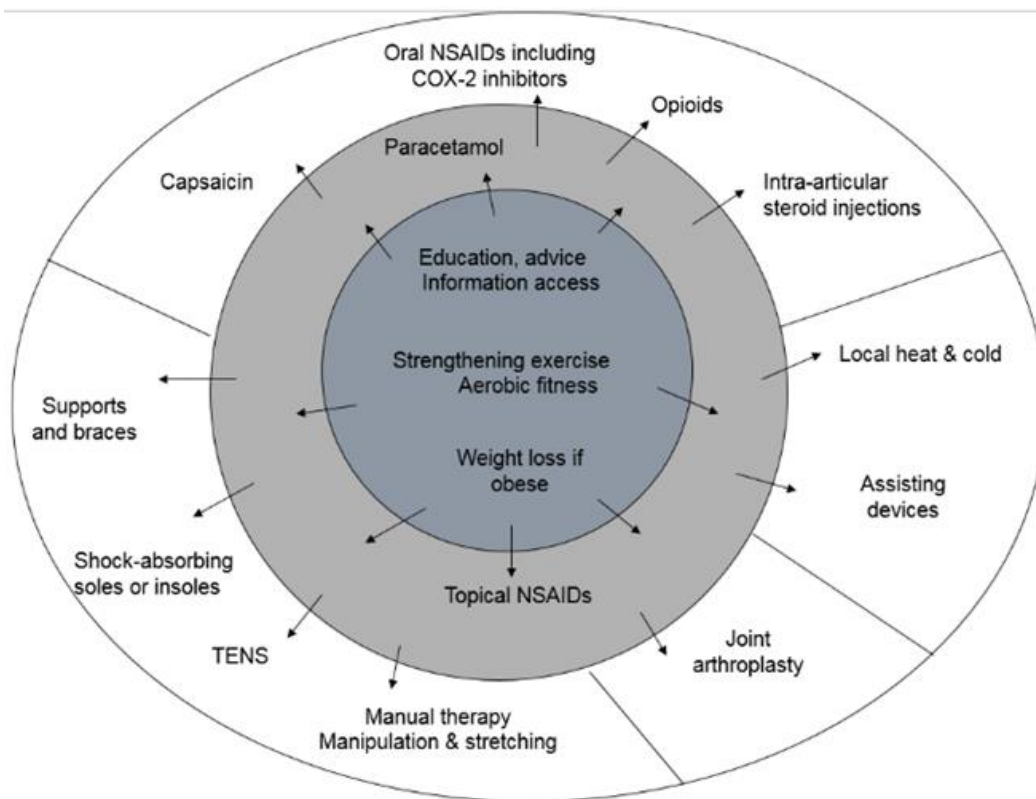 Oral NSAIDs including
COX-2 inhibitors
Opioids
Paracetamol
Capsaicin
Intra-articular
steroid injections
Education, advice
Information access
Strengthening exercise
Aerobic fitness
Local heat & cold
Supports
and braces
Weight loss if
obese
Assisting
devices
Shock-absorbing
soles or insoles
Topical NSAIDs
TENS
Joint
arthroplasty
Manual therapy
Manipulation & stretching